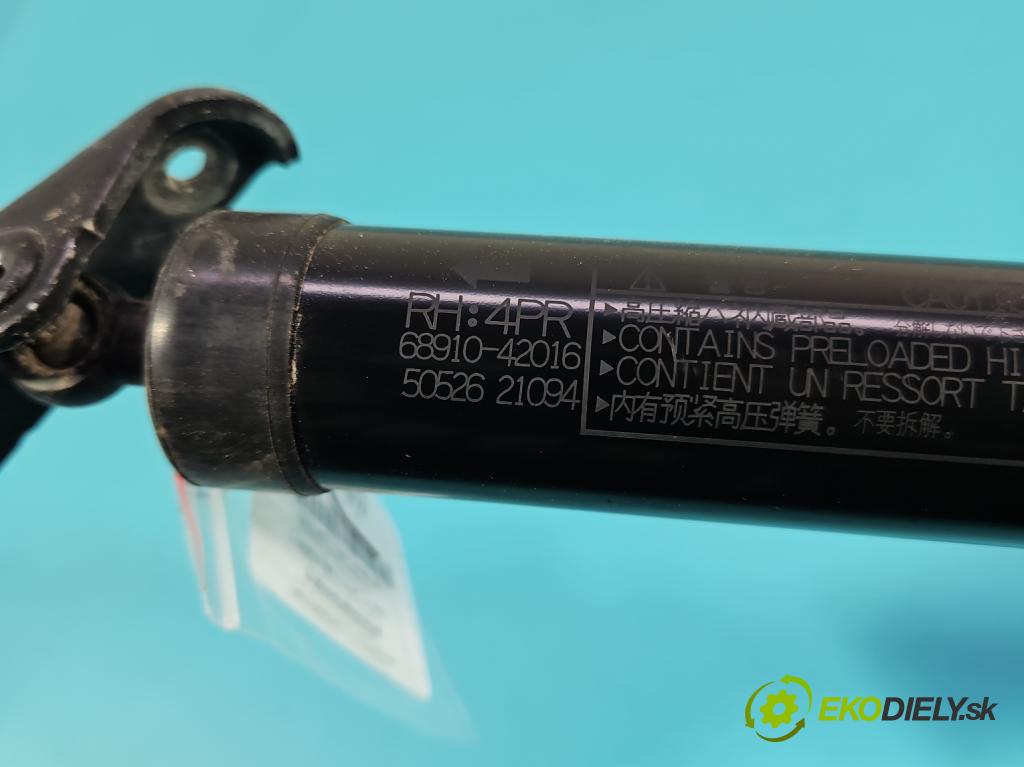 RH:4PR
68910-42016
50526 21094
CONTAINS PRELOADED HI
CONTIENT UN RESSORT T
内有预紧高压弹簧。不要拆解。
EKODIELY.sk